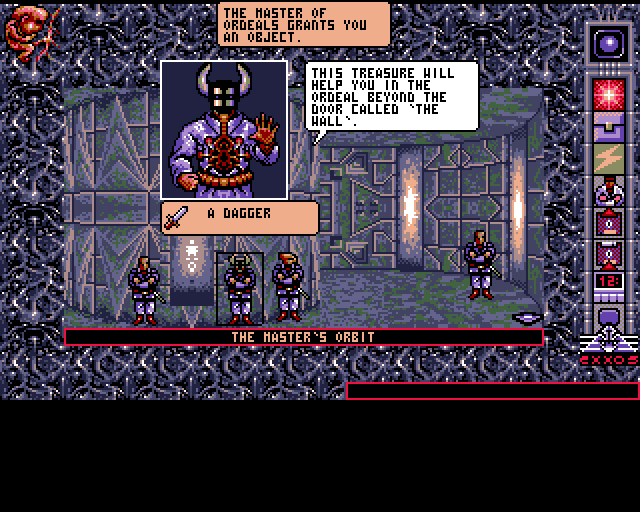 THE MASTER OF
ORDEALS GRANTS YOU
AN OBJECT.
THIS TREASURE WILL
HELP YOU IN THE
ORDEAL BEYOND THE
DOOR CALLED `THE
WALL`.
A DAGGER
12:
THE MASTER`S ORBIT
EXXOS